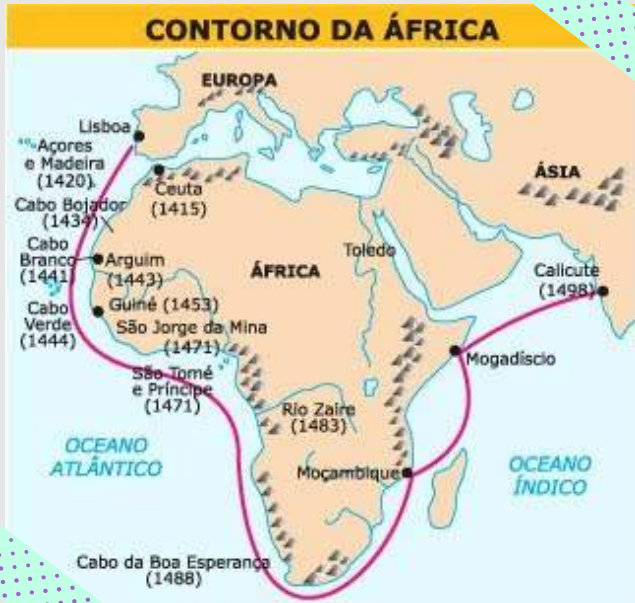 CONTORNO DA ÁFRICA
EUROPA
Lisboa
Açores
e Madeira
(1420)
Ceuta
(1415)
ÁSIA
Cabo Bojador
(1434)
Cabo
Branco
(1441)
Arguim
(1443)
ÁFRICA
Toledo
Calicute
(1498)
Cabo
Verde
(1444)
Guiné (1453)
São Jorge da Mina
(1471)
Mogadíscio
São Tomé
e Príncipe
(1471)
Rio Zaire
(1483)
OCEANO
ATLÂNTICO
Moçambique
OCEANO
ÍNDICO
Cabo da Boa Esperança
(1488)